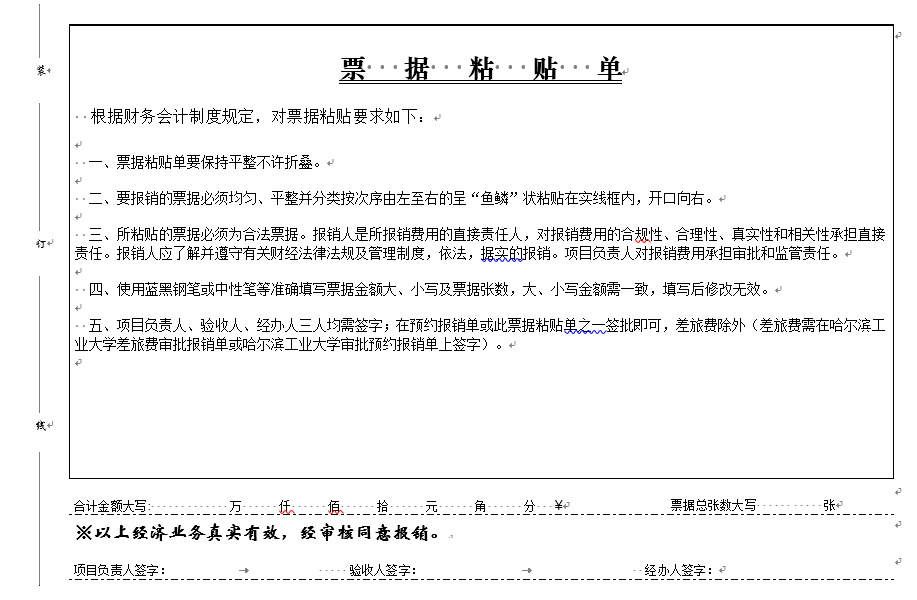 票 据 粘 贴 单
根据财务会计制度规定，对票据粘贴要求如下：
装
一、票据粘贴单要保持平整不许折叠。
二、要报销的票据必须均匀、平整并分类按次序由左至右的呈“鱼鳞”状粘贴在实线框内，开口向右。
三、所粘贴的票据必须为合法票据。报销人是所报销费用的直接责任人，对报销费用的合规性、合理性、真实性和相关性承担直接
订
责任。报销人应了解并遵守有关财经法律法规及管理制度，依法，据实的报销。项目负责人对报销费用承担审批和监管责任。
四、使用蓝黑钢笔或中性笔等准确填写票据金额大、小写及票据张数，大、小写金额需一致，填写后修改无效。
五、项目负责人、验收人、经办人三人均需签字；在预约报销单或此票据粘贴单之一签批即可，差旅费除外（差旅费需在哈尔滨工
业大学差旅费审批报销单或哈尔滨工业大学审批预约报销单上签字）。
线
合计金额大写： 万 仟 佰 拾 元 角 分 ¥ 票据总张数大写 张
※以上经济业务真实有效，经审核同意报销。
项目负责人签字： 验收人签字： 经办人签字：